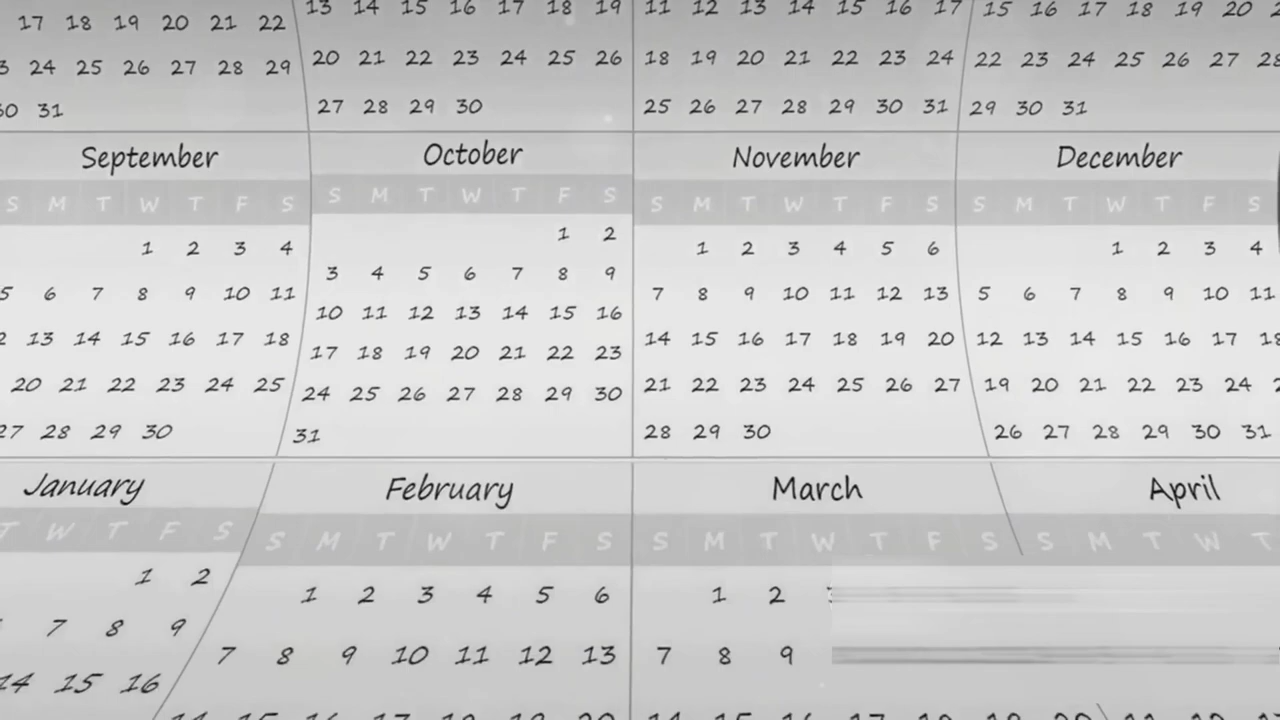 17 18 19 20 21 22
24 25 26 27 28 29
30 31
13 14 15 16 17 18 19
20 21 22 23 24 25 26
27 28 29 30
11 12 13 14 15 16 17
18 19 20 21 22 23 24
25 26 27 28 29 30 31
15 16 17 18 19 20
22 23 24 25 26 27 28
29 30 31
September
S M T W T F S
1 2 3 4
5 6 7 8 9 10 11
13 14 15 16 17 18
20 21 22 23 24 25
27 28 29 30
October
S M T W T F S
1 2
3 4 5 6 7 8 9
10 11 12 13 14 15 16
17 18 19 20 21 22 23
24 25 26 27 28 29 30
31
November
S M T W T F S
1 2 3 4 5 6
7 8 9 10 11 12 13
14 15 16 17 18 19 20
21 22 23 24 25 26 27
28 29 30
December
S M T W T F S
1 2 3 4
5 6 7 8 9 10 11
12 13 14 15 16 17 18
19 20 21 22 23 24
26 27 28 29 30 31
January
T W T F S
1 2
7 8 9
14 15 16
February
S M T W T F S
1 2 3 4 5 6
7 8 9 10 11 12 13
March
S M T W T F S
1 2
7 8 9
April
S M T W T